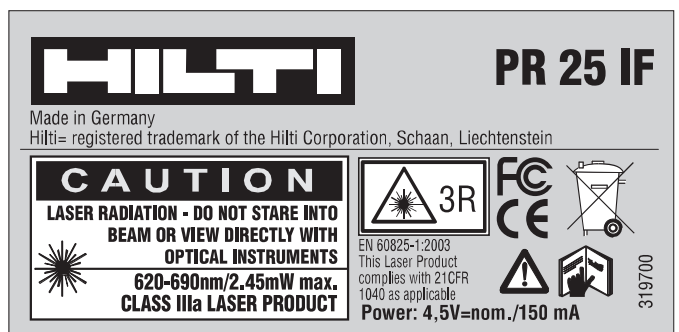 HILTI
PR 25 IF
Made in Germany
Hilti= registered trademark of the Hilti Corporation, Schaan, Liechtenstein
CAUTION
LASER RADIATION - DO NOT STARE INTO
BEAM OR VIEW DIRECTLY WITH
OPTICAL INSTRUMENTS
620-690nm/2.45mW max.
CLASS IIIa LASER PRODUCT
3R
EN 60825-1:2003
This Laser Product
complies with 21CFR
1040 as applicable
Power: 4,5V=nom./150 mA
FC
CE
319700